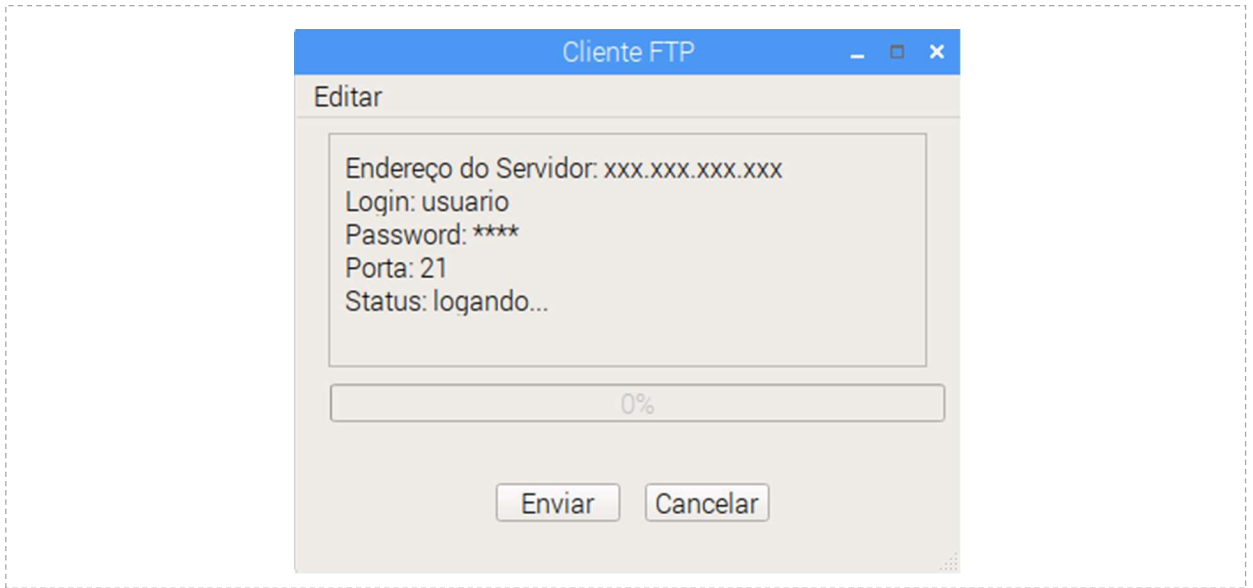 Cliente FTP
Editar
Endereço do Servidor: xxx.xxx.xxx.xxx
Login: usuario
Password: ****
Porta: 21
Status: logando...
0%
Enviar Cancelar